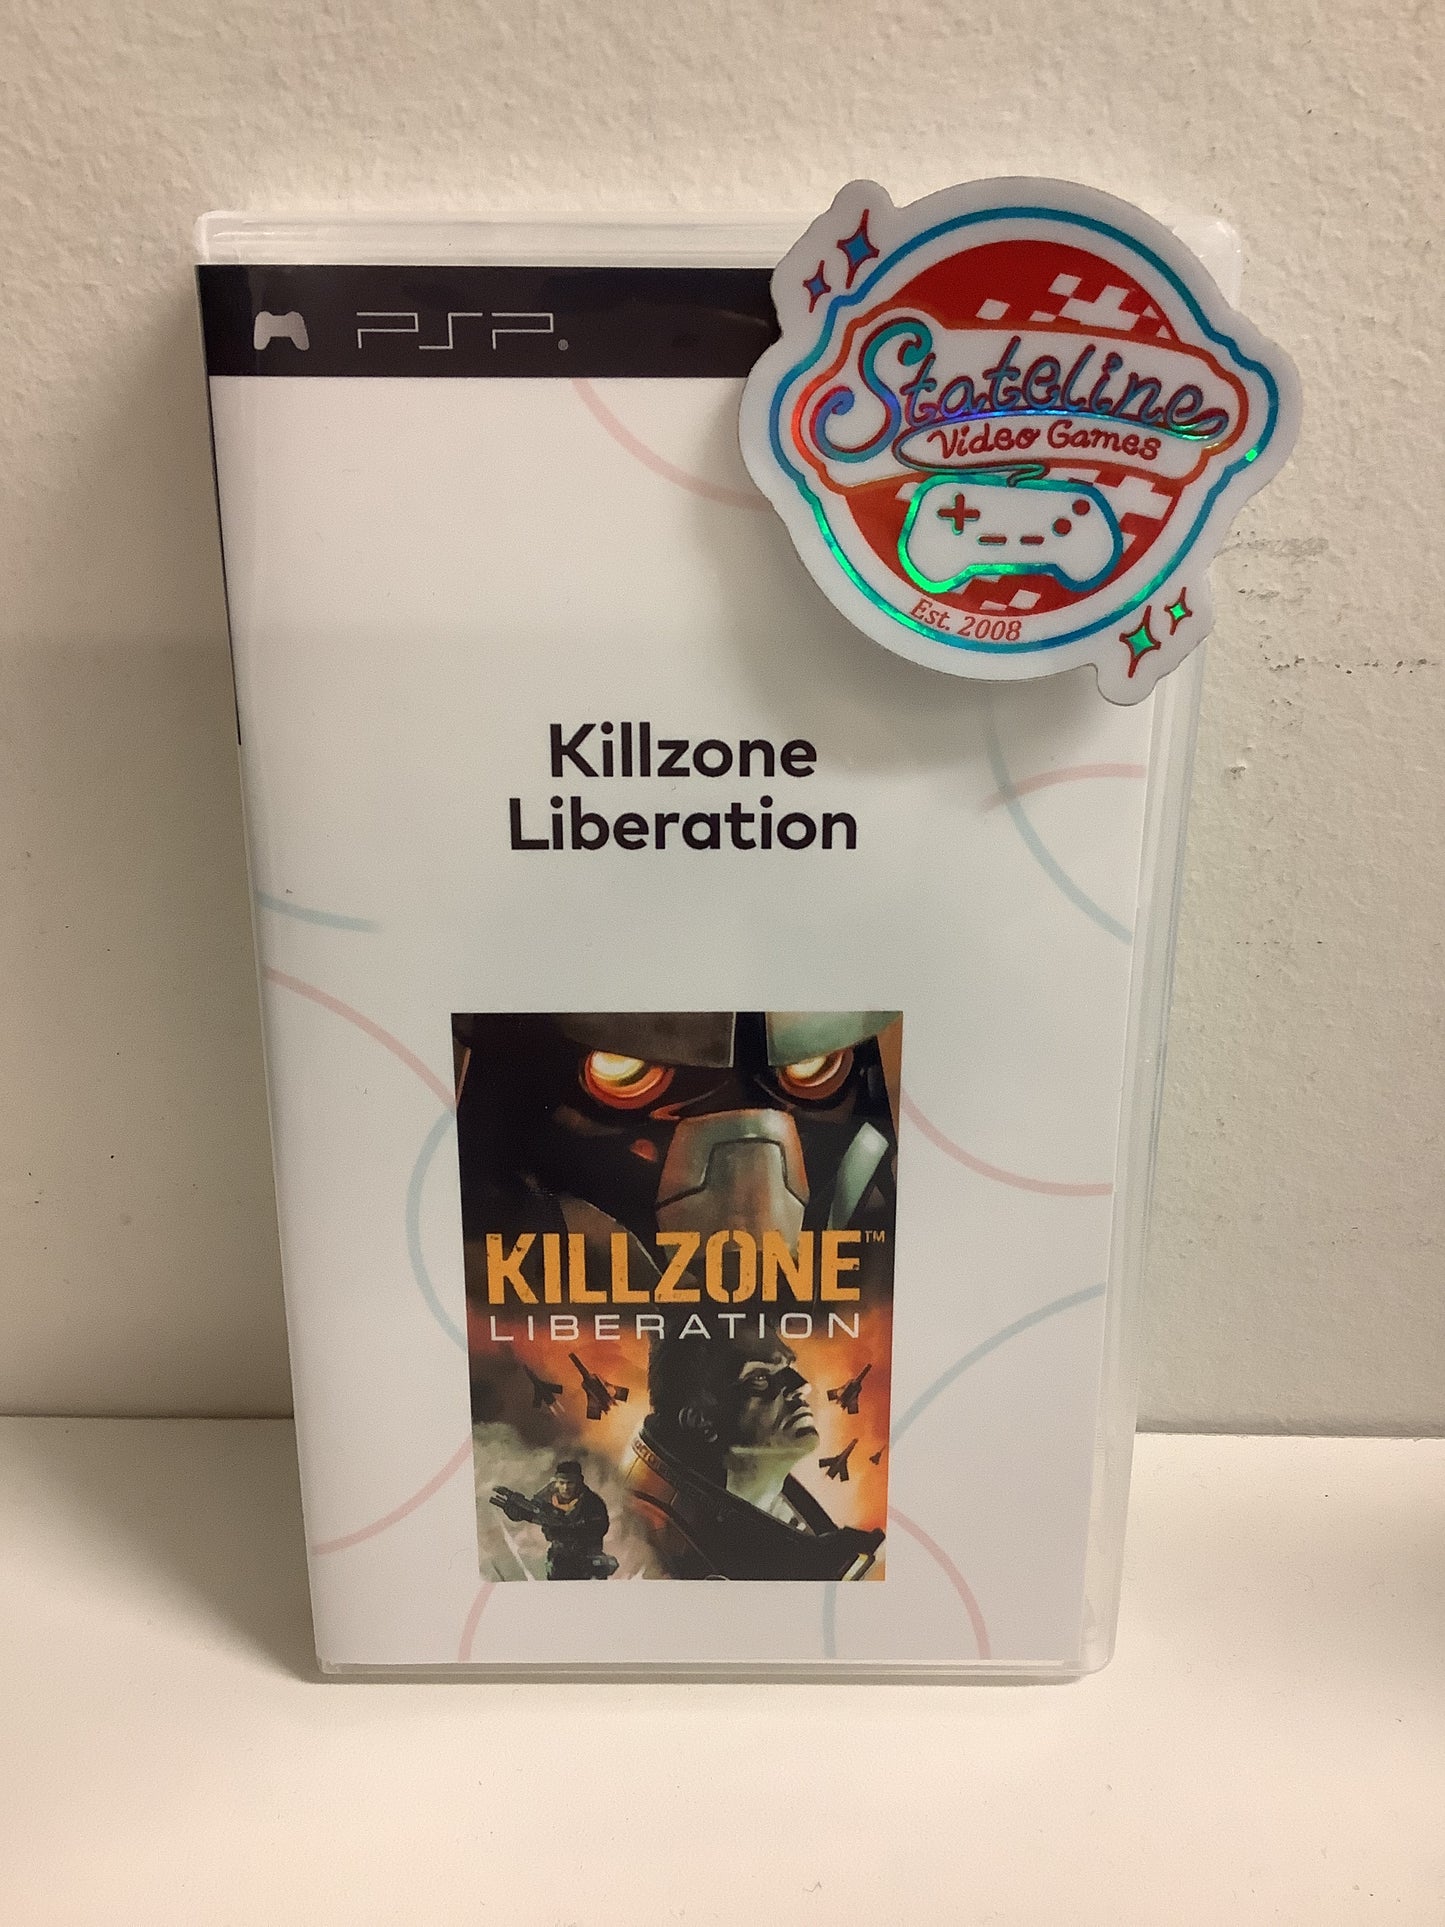 PSP®
Stateline
Video Games
Est. 2008
Killzone
Liberation
KILLZONE™
LIBERATION